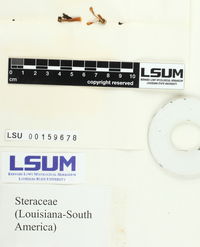 0 1 2 3 4 5 6 7 8 9 10
cm
copyright reserved
LSUM
LSU 00159678
LSUM
Steraceae
(Louisiana-South
America)